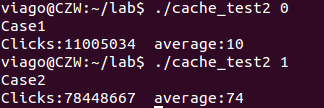 viago@CZW:~/lab$ ./cache_test2 0
Case1
Clicks:11005034  average:10
viago@CZW:~/lab$ ./cache_test2 1
Case2
Clicks:78448667  average:74